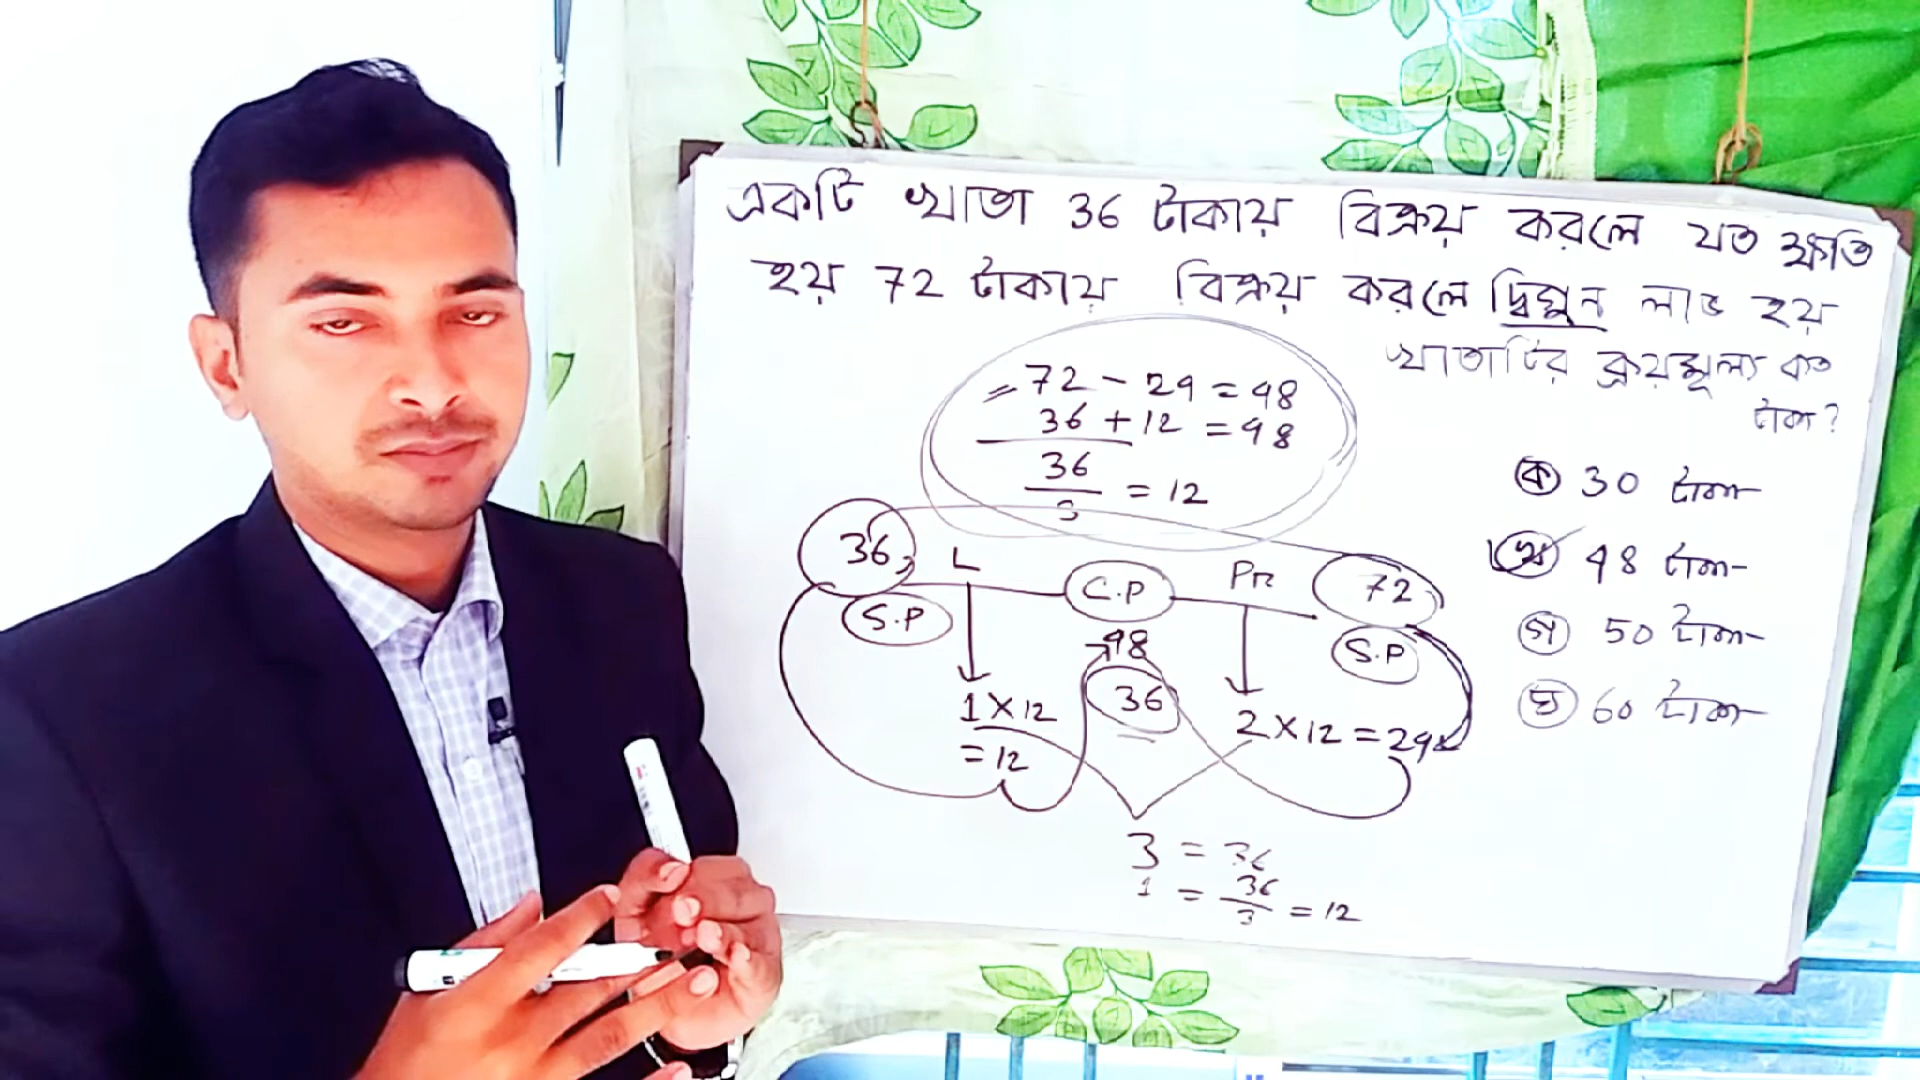 একটি খাতা 36 টাকায় বিক্রয় করলে যত ক্ষতি
হয় 72 টাকায় বিক্রয় করলে দ্বিগুন লাভ হয়
খাতাটির ক্রয়মূল্য কত
টাকা?
= 72 - 24 = 48
36 + 12 = 48
36
3
= 12
ক 30 টাকা
খ 48 টাকা
গ 50 টাকা
ঘ 60 টাকা
36 L C.P Pr 72
S.P 48 S.P
36
1 X 12
= 12
2 X 12 = 24
3 = 36
1 = 36/3 = 12